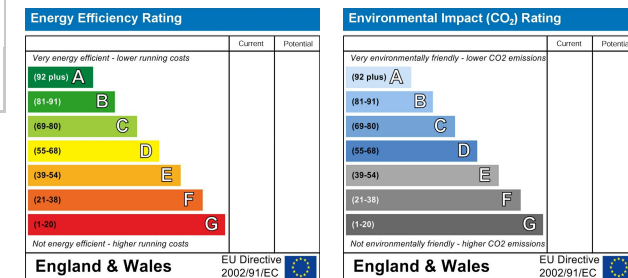 Energy Efficiency Rating
Current Potential
Very energy efficient - lower running costs
(92 plus) A
(81-91) B
(69-80) C
(55-68) D
(39-54) E
(21-38) F
(1-20) G
Not energy efficient - higher running costs
England & Wales
EU Directive
2002/91/EC
Environmental Impact (CO₂) Rating
Current Potentia
Very environmentally friendly - lower CO2 emissions
(92 plus) A
(81-91) B
(69-80) C
(55-68) D
(39-54) E
(21-38) F
(1-20) G
Not environmentally friendly - higher CO2 emissions
England & Wales
EU Directive
2002/91/EC